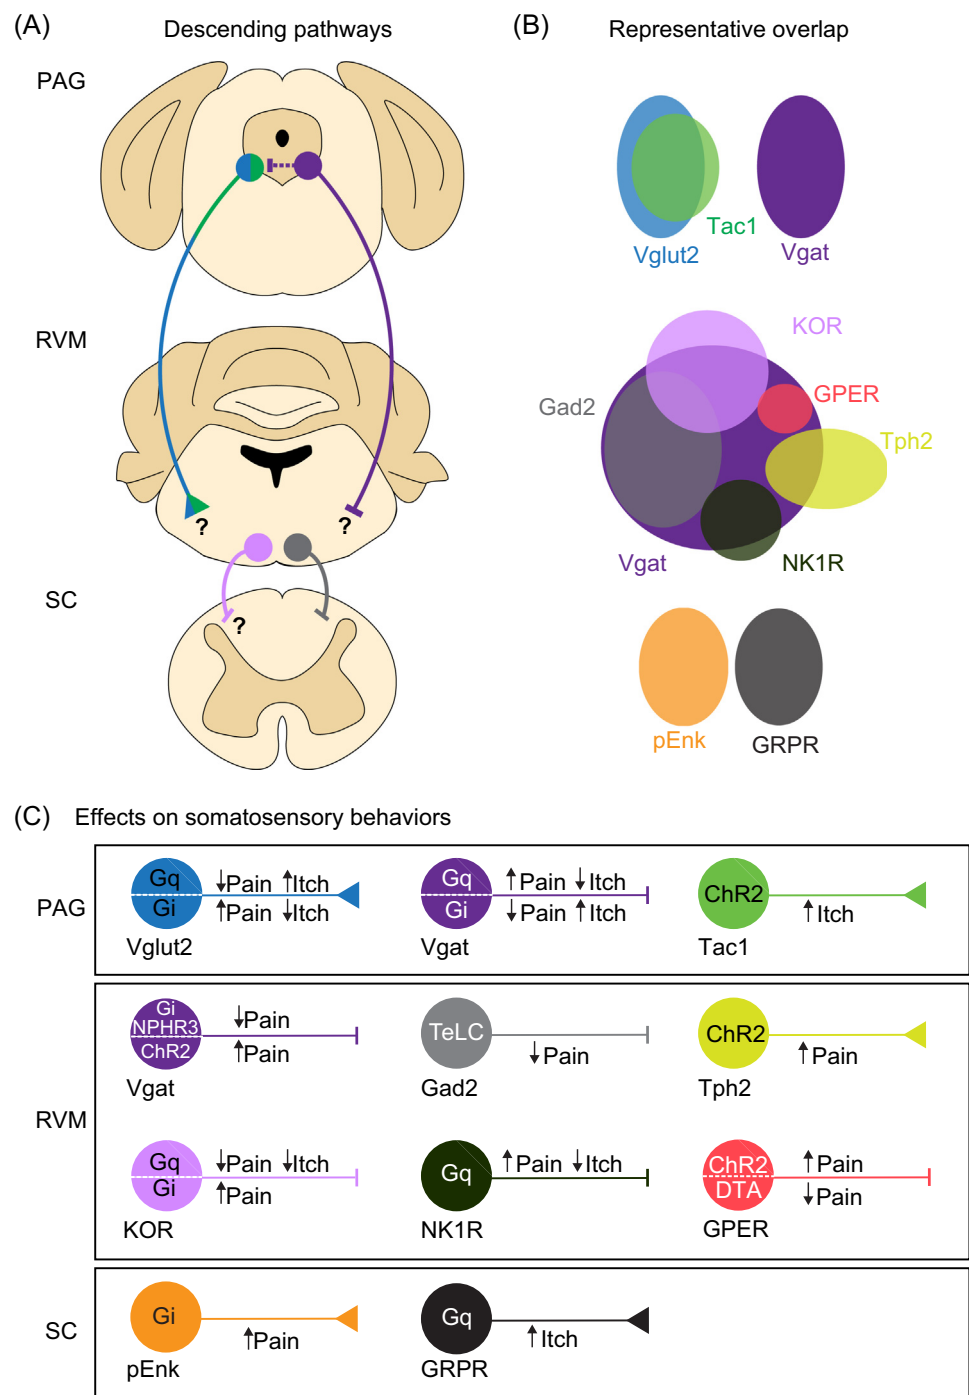 (A) Descending pathways
PAG
RVM
?
?
SC
?
(B) Representative overlap
Tac1
Vglut2
Vgat
KOR
GPER
Gad2
Tph2
Vgat
NK1R
pEnk
GRPR
(C) Effects on somatosensory behaviors
PAG
Gq
Gi
↓Pain ↑Itch
↑Pain ↓Itch
Vglut2
Gq
Gi
↑Pain ↓Itch
↓Pain ↑Itch
Vgat
ChR2
↑Itch
Tac1
RVM
Gi
NPHR3
ChR2
↓Pain
↑Pain
Vgat
TeLC
↓Pain
Gad2
ChR2
↑Pain
Tph2
Gq
Gi
↓Pain ↓Itch
↑Pain
KOR
Gq
↑Pain ↓Itch
NK1R
ChR2
DTA
↑Pain
↓Pain
GPER
SC
Gi
↑Pain
pEnk
Gq
↑Itch
GRPR